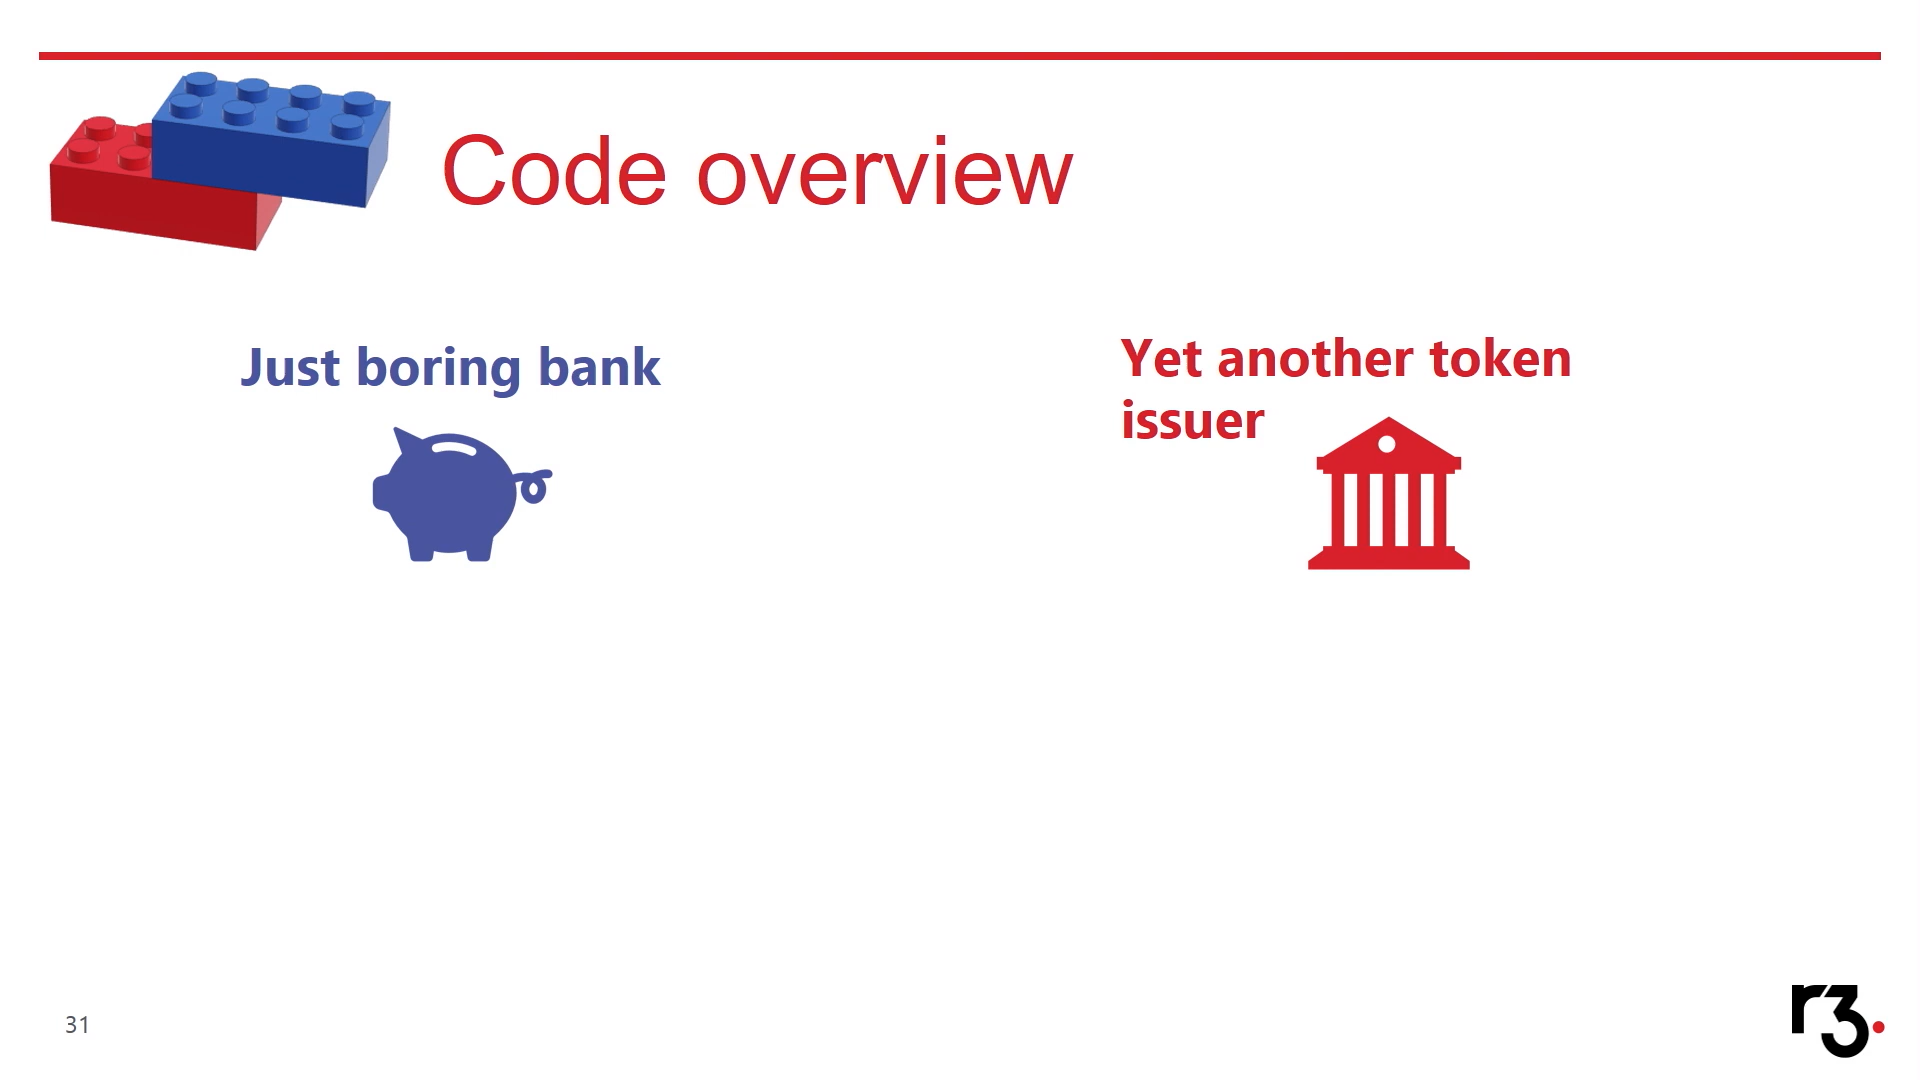 Code overview
Just boring bank
Yet another token
issuer
31
r3.